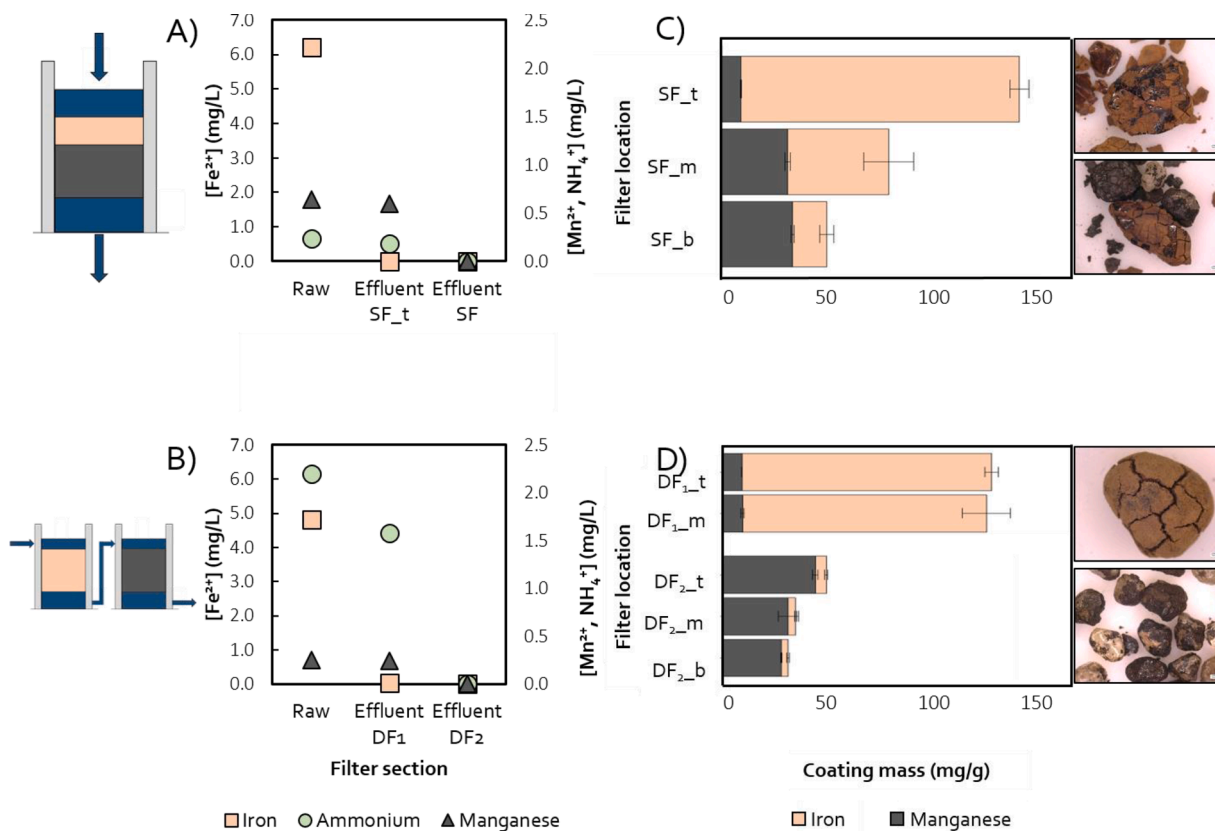 A)
[Fe²⁺] (mg/L)
7.0
6.0
5.0
4.0
3.0
2.0
1.0
0.0
2.5
2.0
1.5
1.0
0.5
0.0
[Mn²⁺, NH₄⁺] (mg/L)
Raw
Effluent
SF_t
Effluent
SF
C)
Filter location
SF_t
SF_m
SF_b
0
50
100
150
B)
[Fe²⁺] (mg/L)
7.0
6.0
5.0
4.0
3.0
2.0
1.0
0.0
2.5
2.0
1.5
1.0
0.5
0.0
[Mn²⁺, NH₄⁺] (mg/L)
Raw
Effluent
DF1
Effluent
DF2
Filter section
Iron
Ammonium
Manganese
D)
Filter location
DF₁_t
DF₁_m
DF₂_t
DF₂_m
DF₂_b
0
50
100
150
Coating mass (mg/g)
Iron
Manganese